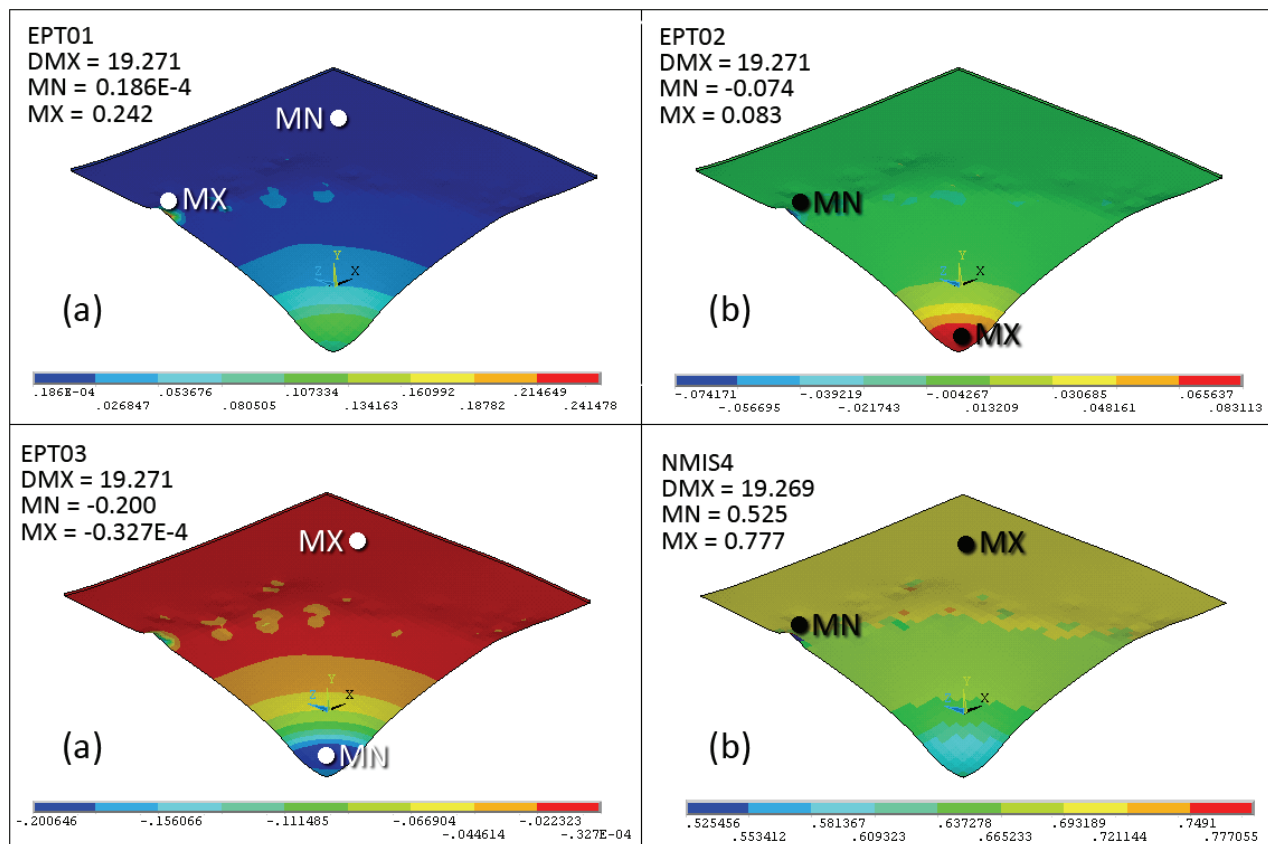 EPT01
DMX = 19.271
MN = 0.186E-4
MX = 0.242
MN
MX
Y
Z
X
(a)
.186E-04 .053676 .107334 .160992 .214649
.026847 .080505 .134163 .18782 .241478
EPT02
DMX = 19.271
MN = -0.074
MX = 0.083
MN
Y
Z
X
(b)
MX
-.074171 -.039219 -.004267 .030685 .065637
-.056695 -.021743 .013209 .048161 .083113
EPT03
DMX = 19.271
MN = -0.200
MX = -0.327E-4
MX
Y
Z
X
(a)
MN
-.200646 -.156066 -.111485 -.066904 -.022323
-.044614 -.327E-04
NMIS4
DMX = 19.269
MN = 0.525
MX = 0.777
MX
MN
Y
Z
X
(b)
.525456 .581367 .637278 .693189 .7491
.553412 .609323 .665233 .721144 .777055